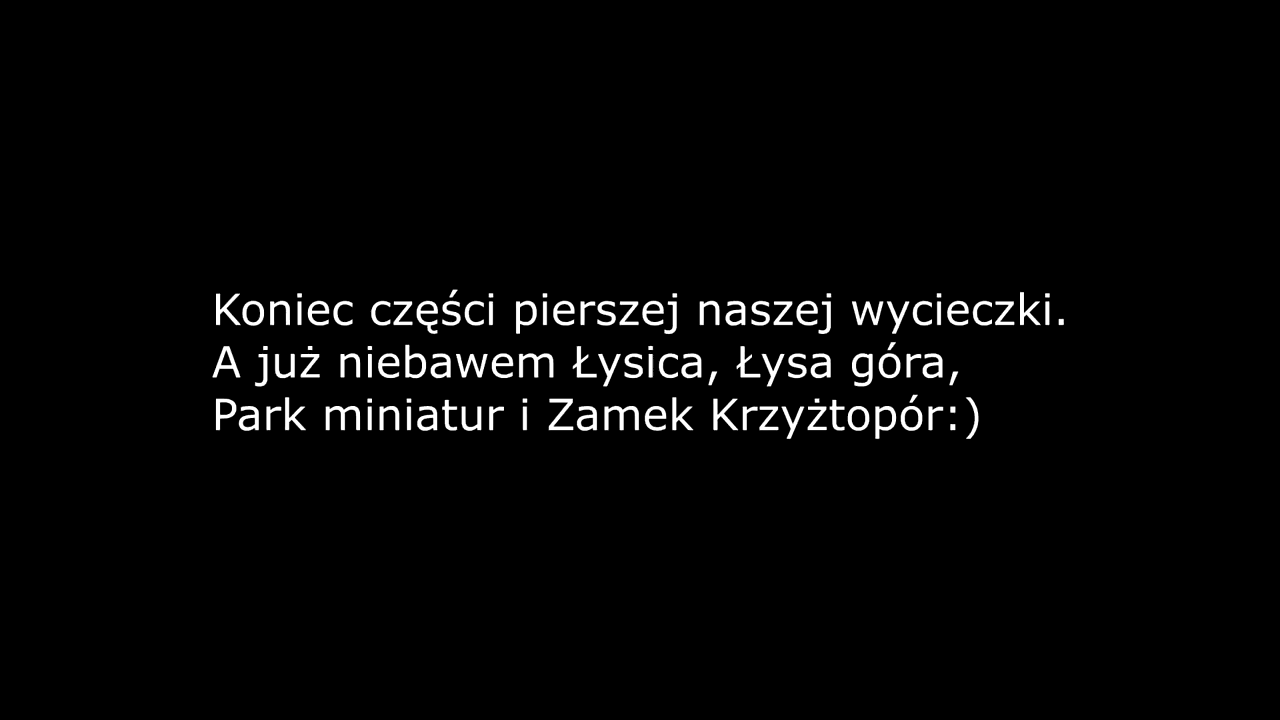 Koniec części pierszej naszej wycieczki.
A już niebawem Łysica, Łysa góra,
Park miniatur i Zamek Krzyżtopór:)